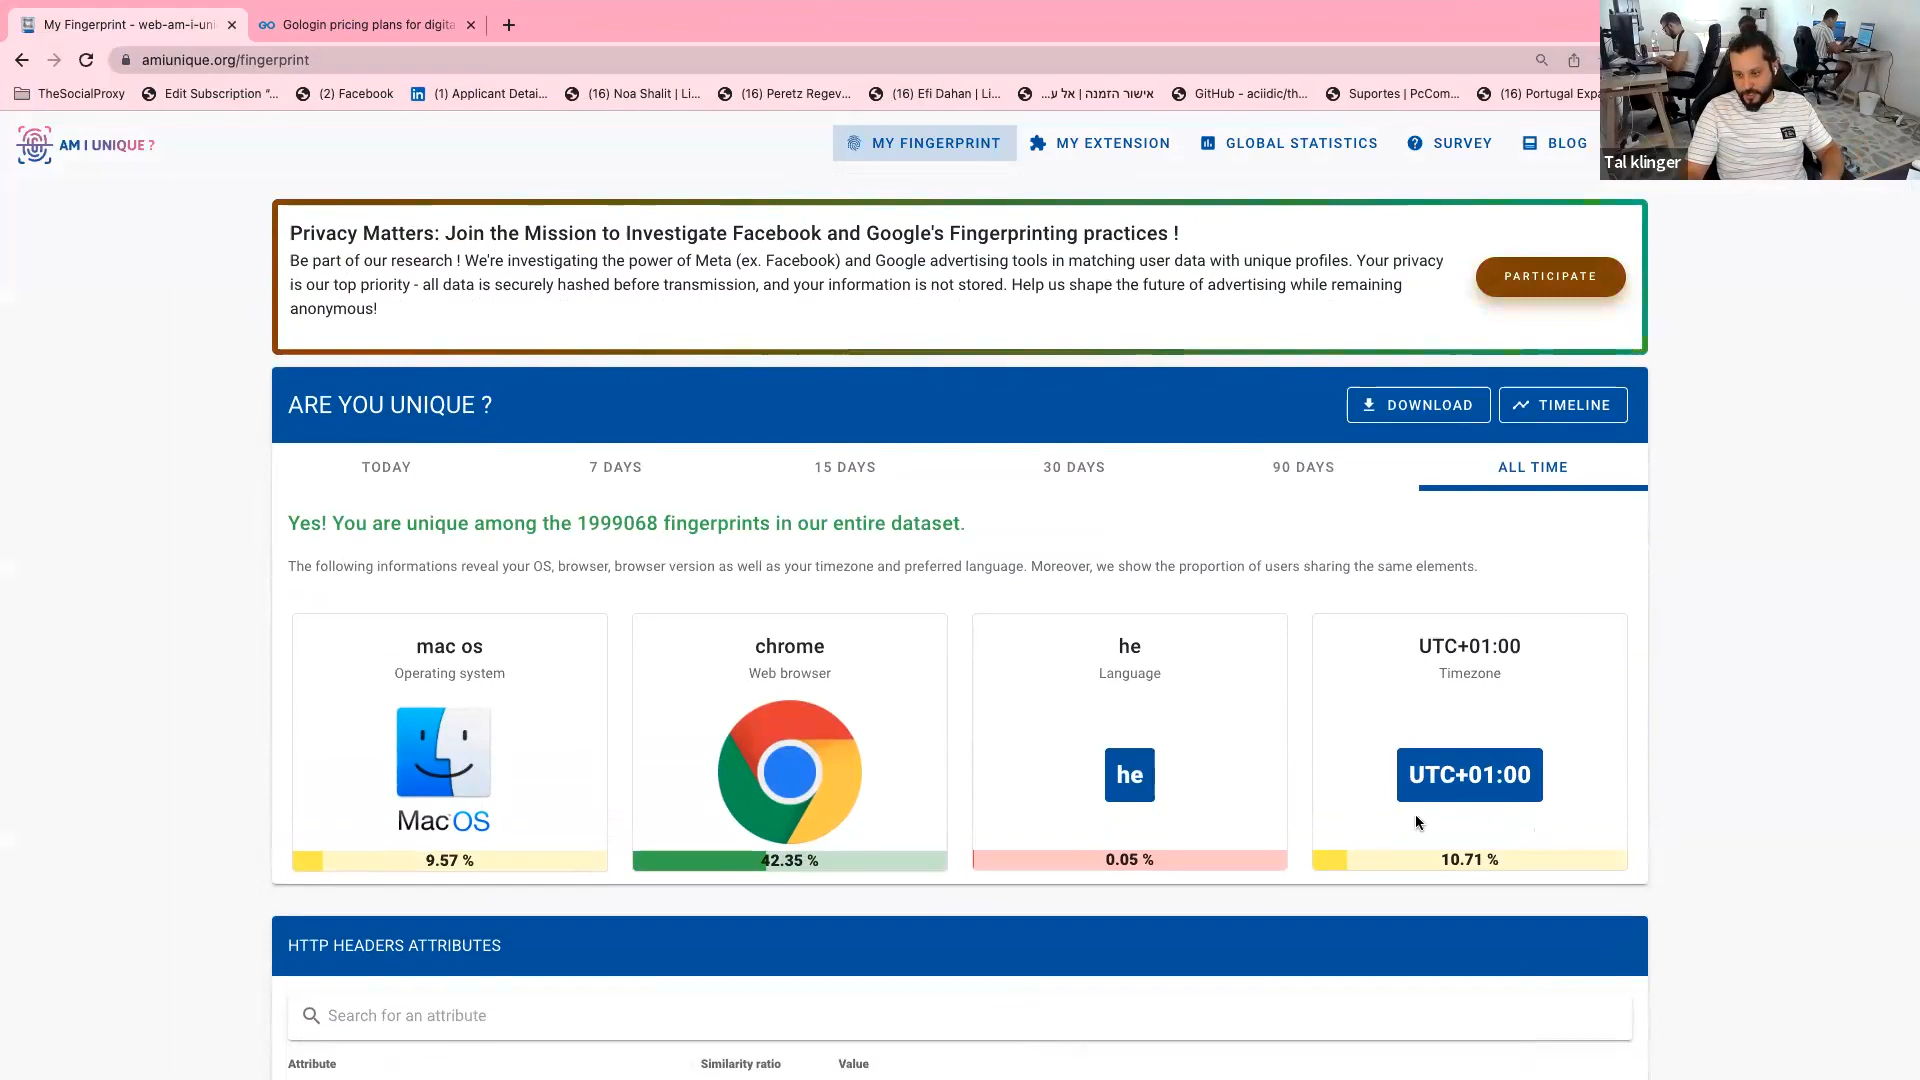 My Fingerprint - web-am-i-uni
Gologin pricing plans for digita
amiunique.org/fingerprint
TheSocialProxy
Edit Subscription “...
(2) Facebook
(1) Applicant Detai...
(16) Noa Shalit | Li...
(16) Peretz Regev...
(16) Efi Dahan | Li...
אישור הזמנה | אל ע...
GitHub - aciidic/th...
Suportes | PcCom...
(16) Portugal Expa
Tal klinger
AM I UNIQUE ?
MY FINGERPRINT
MY EXTENSION
GLOBAL STATISTICS
SURVEY
BLOG
Privacy Matters: Join the Mission to Investigate Facebook and Google's Fingerprinting practices !
Be part of our research ! We're investigating the power of Meta (ex. Facebook) and Google advertising tools in matching user data with unique profiles. Your privacy
is our top priority - all data is securely hashed before transmission, and your information is not stored. Help us shape the future of advertising while remaining
anonymous!
PARTICIPATE
ARE YOU UNIQUE ?
DOWNLOAD
TIMELINE
TODAY
7 DAYS
15 DAYS
30 DAYS
90 DAYS
ALL TIME
Yes! You are unique among the 1999068 fingerprints in our entire dataset.
The following informations reveal your OS, browser, browser version as well as your timezone and preferred language. Moreover, we show the proportion of users sharing the same elements.
mac os
Operating system
MacOS
9.57 %
chrome
Web browser
42.35 %
he
Language
he
0.05 %
UTC+01:00
Timezone
UTC+01:00
10.71 %
HTTP HEADERS ATTRIBUTES
Search for an attribute
Attribute
Similarity ratio
Value